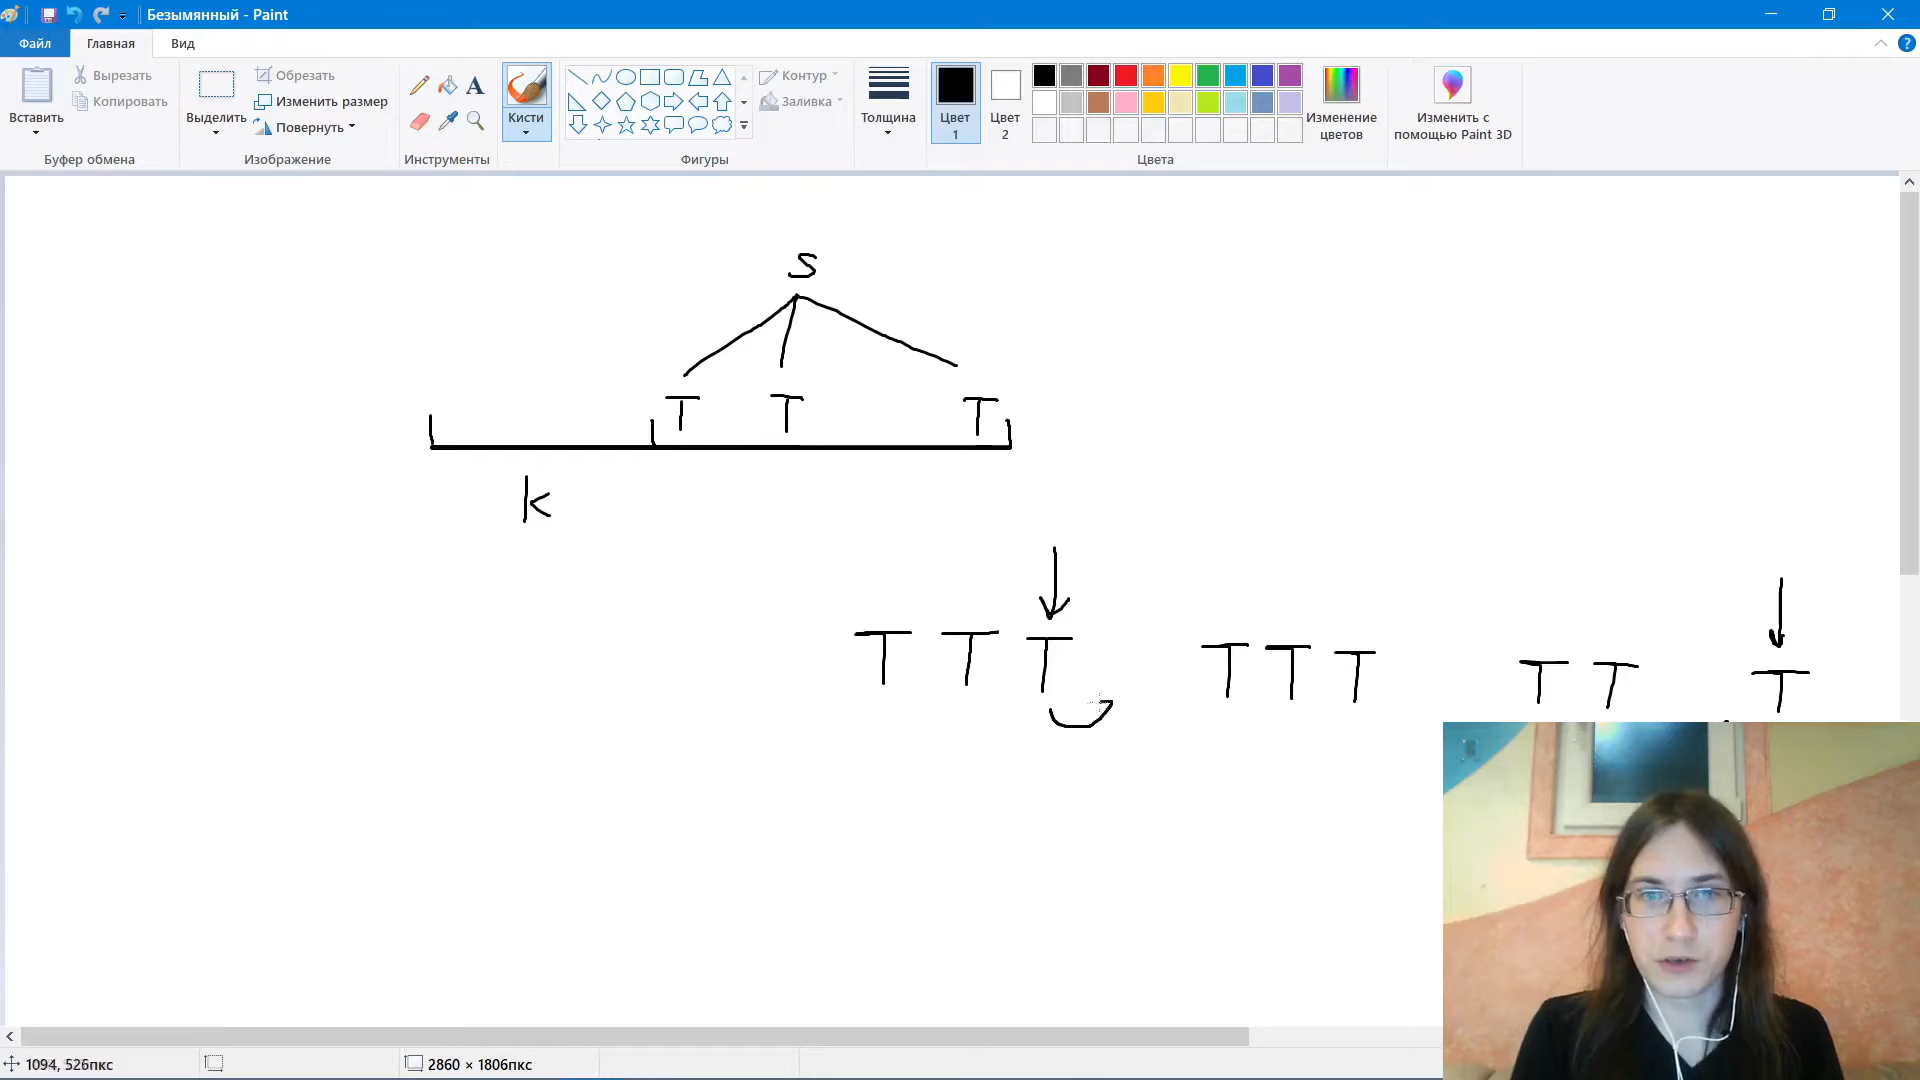 Безымянный - Paint
Файл Главная Вид
Вставить
Вырезать
Копировать
Буфер обмена
Выделить
Обрезать
Изменить размер
Повернуть
Изображение
A
Инструменты
Кисти
Контур
Заливка
Фигуры
Толщина
Цвет
1
Цвет
2
Изменение
цветов
Цвета
Изменить с
помощью Paint 3D
?
S
T T T
k
T T T T T T T T T
1094, 526пкс 2860 × 1806пкс